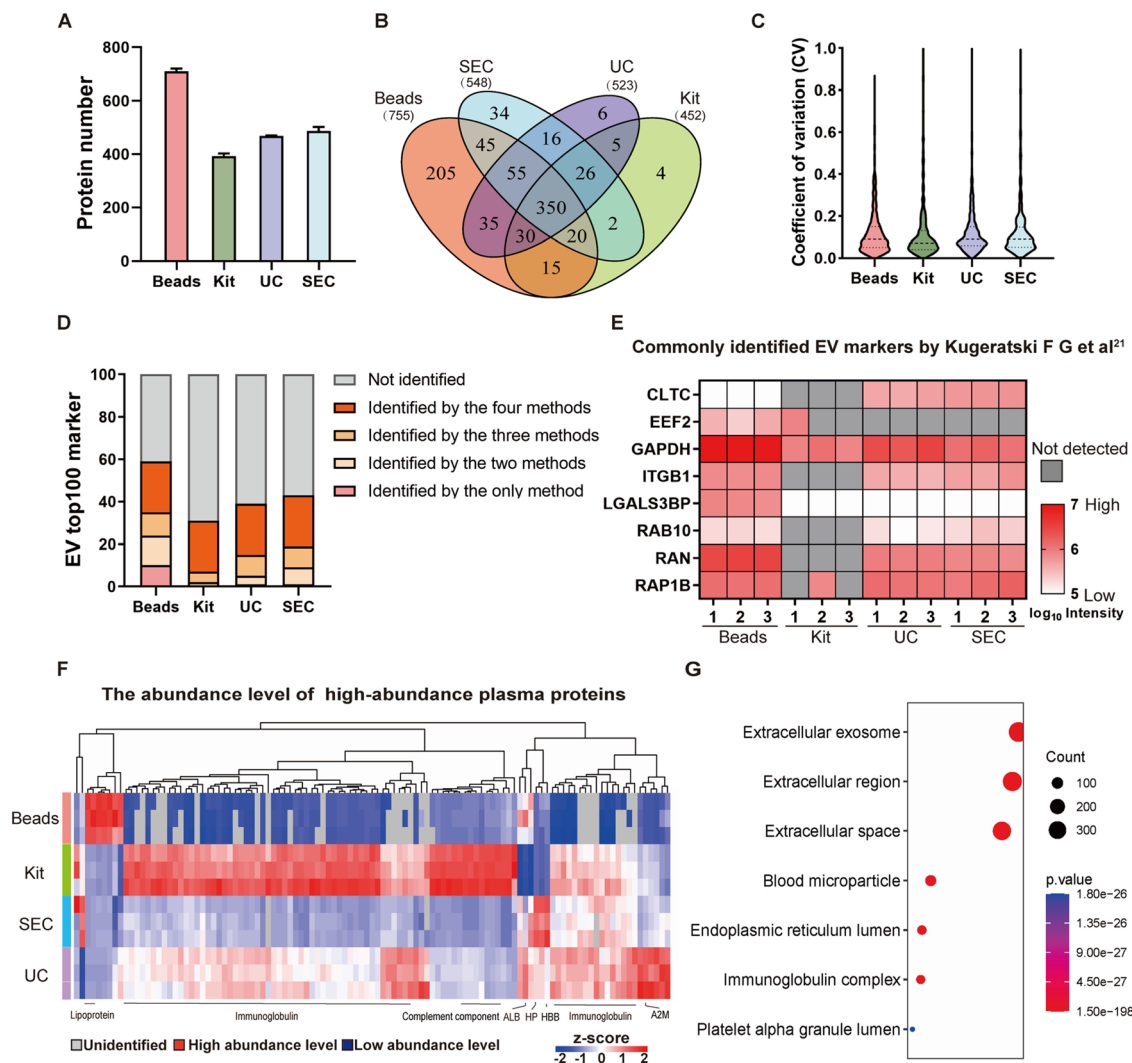 A
Protein number
800
600
400
200
0
Beads Kit UC SEC
B
SEC
(548)
UC
(523)
Beads
(755)
Kit
(452)
34
6
45
16
5
205
55
26
4
350
35
2
30
20
15
C
Coefficient of variation (CV)
1.0
0.8
0.6
0.4
0.2
0.0
Beads Kit UC SEC
D
EV top100 marker
100
80
60
40
20
0
Beads Kit UC SEC
Not identified
Identified by the four methods
Identified by the three methods
Identified by the two methods
Identified by the only method
E
Commonly identified EV markers by Kugeratski F G et al21
CLTC
EEF2
GAPDH
ITGB1
LGALS3BP
RAB10
RAN
RAP1B
1 2 3 1 2 3 1 2 3 1 2 3
Beads Kit UC SEC
Not detected
7 High
6
5 Low
log10 Intensity
F
The abundance level of high-abundance plasma proteins
Beads
Kit
SEC
UC
Lipoprotein Immunoglobulin Complement component ALB HP HBB Immunoglobulin A2M
Unidentified High abundance level Low abundance level
z-score
-2 -1 0 1 2
G
Extracellular exosome
Extracellular region
Extracellular space
Blood microparticle
Endoplasmic reticulum lumen
Immunoglobulin complex
Platelet alpha granule lumen
Count
100
200
300
p.value
1.80e-26
1.35e-26
9.00e-27
4.50e-27
1.50e-198